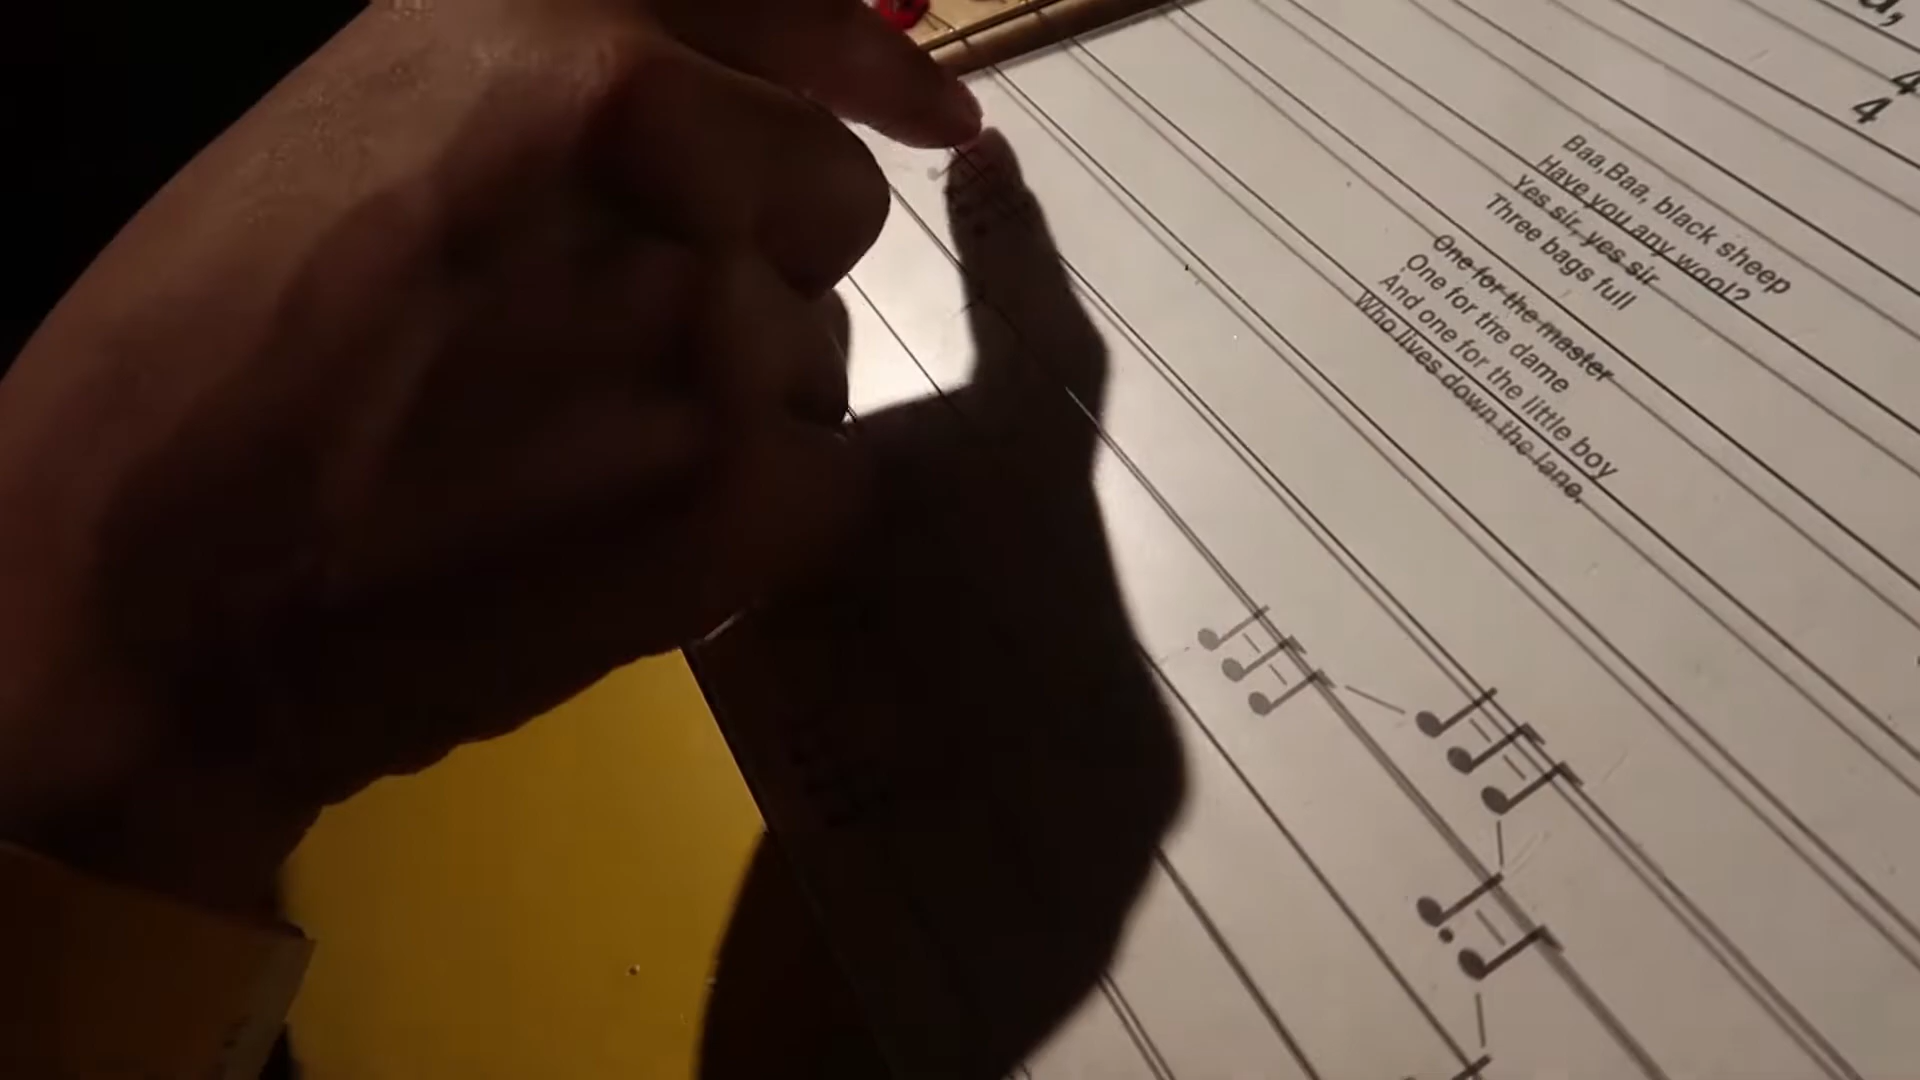 4
4
Baa,Baa, black sheep
Have you any wool?
Yes sir, yes sir
Three bags full
One for the master
One for the dame
And one for the little boy
Who lives down the lane.